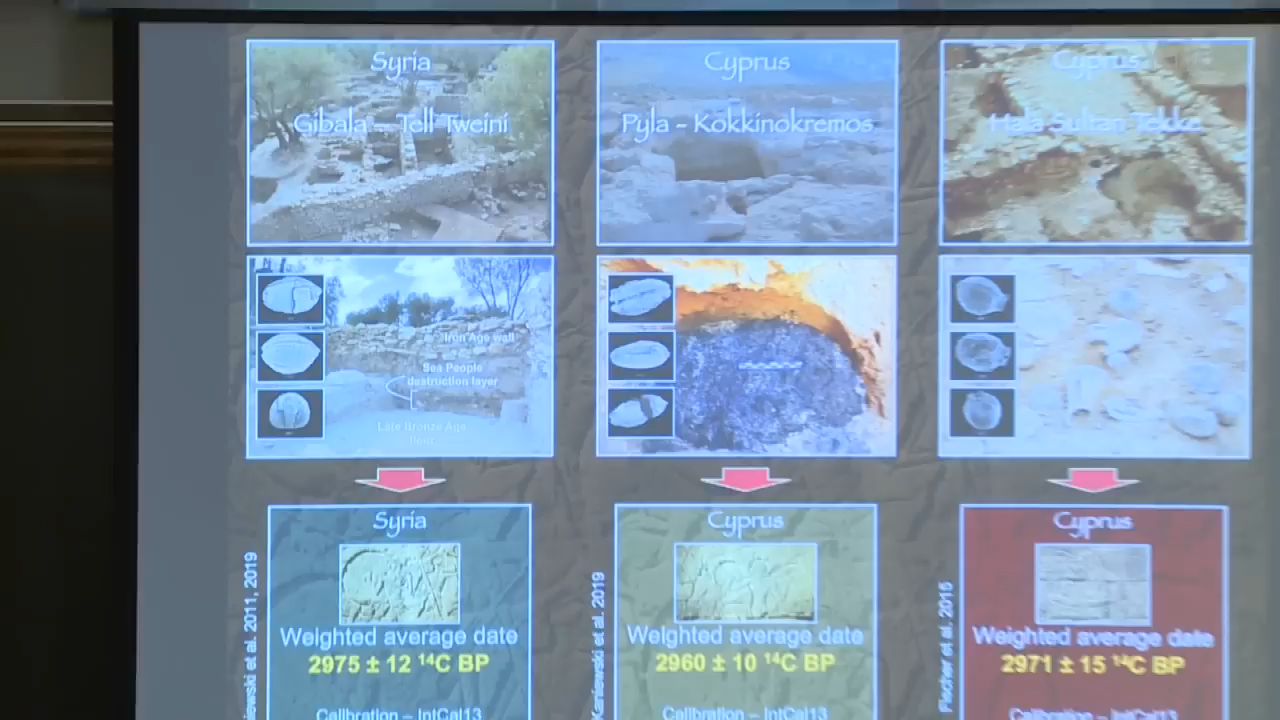 Syria
Gibala - Tell Tweini
Cyprus
Pyla - Kokkinokremos
Cyprus
Hala Sultan Tekke
Iron Age wall
Sea People
destruction layer
Late Bronze Age
floor
Syria
Weighted average date
2975 ± 12 ¹⁴C BP
Calibration – IntCal13
iewski et al. 2011, 2019
Cyprus
Weighted average date
2960 ± 10 ¹⁴C BP
Calibration – IntCal13
Kaniewski et al. 2019
Cyprus
Weighted average date
2971 ± 15 ¹⁴C BP
Calibration – IntCal13
Fischer et al. 2015